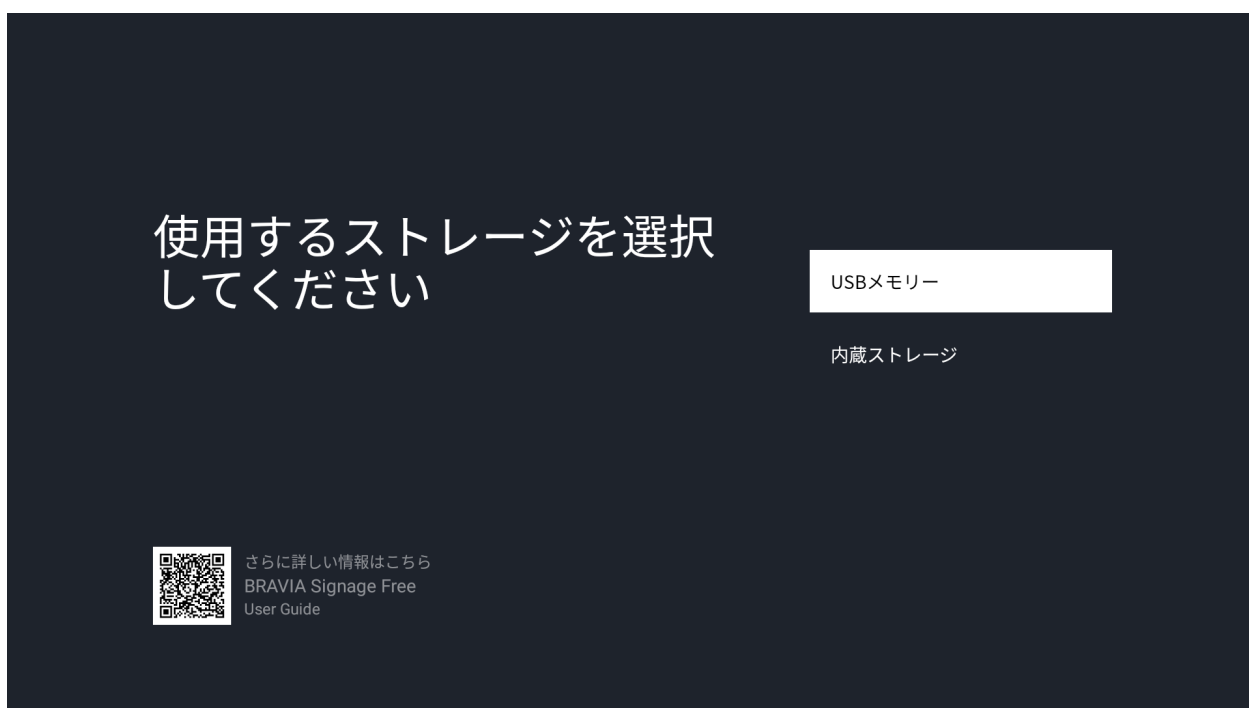 使用するストレージを選択
してください
USBメモリー
内蔵ストレージ
さらに詳しい情報はこちら
BRAVIA Signage Free
User Guide